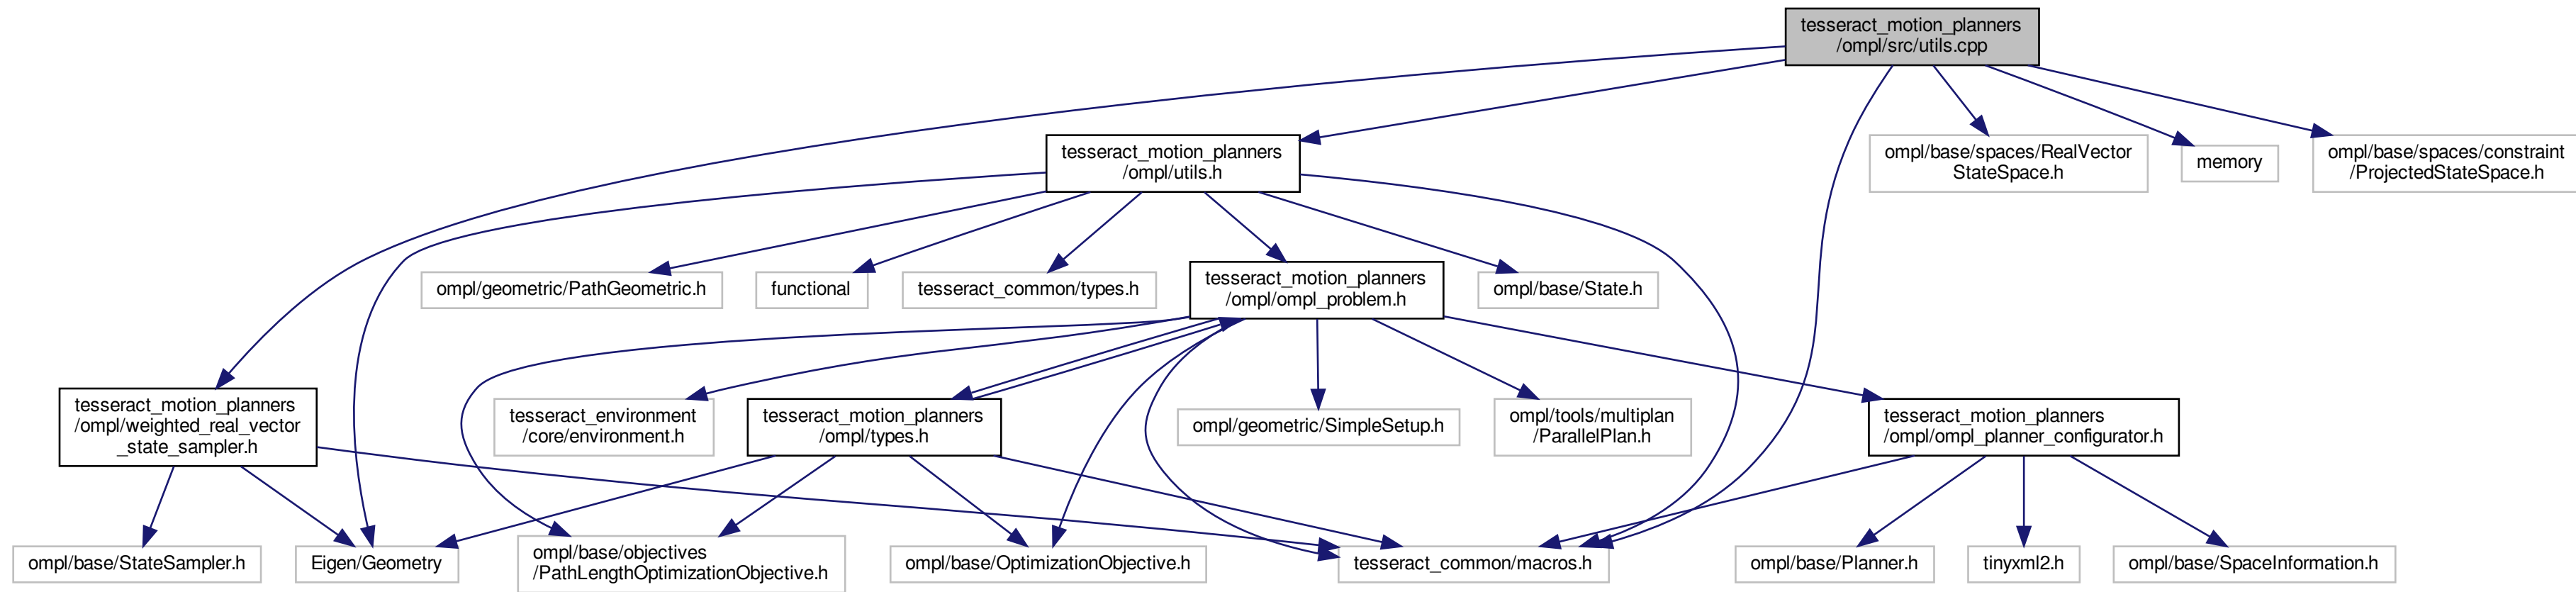 tesseract_motion_planners
/ompl/src/utils.cpp
tesseract_motion_planners
/ompl/utils.h
ompl/base/spaces/RealVector
StateSpace.h
memory
ompl/base/spaces/constraint
/ProjectedStateSpace.h
ompl/geometric/PathGeometric.h
functional
tesseract_common/types.h
tesseract_motion_planners
/ompl/ompl_problem.h
ompl/base/State.h
tesseract_motion_planners
/ompl/weighted_real_vector
_state_sampler.h
tesseract_environment
/core/environment.h
tesseract_motion_planners
/ompl/types.h
ompl/geometric/SimpleSetup.h
ompl/tools/multiplan
/ParallelPlan.h
tesseract_motion_planners
/ompl/ompl_planner_configurator.h
ompl/base/StateSampler.h
Eigen/Geometry
ompl/base/objectives
/PathLengthOptimizationObjective.h
ompl/base/OptimizationObjective.h
tesseract_common/macros.h
ompl/base/Planner.h
tinyxml2.h
ompl/base/SpaceInformation.h